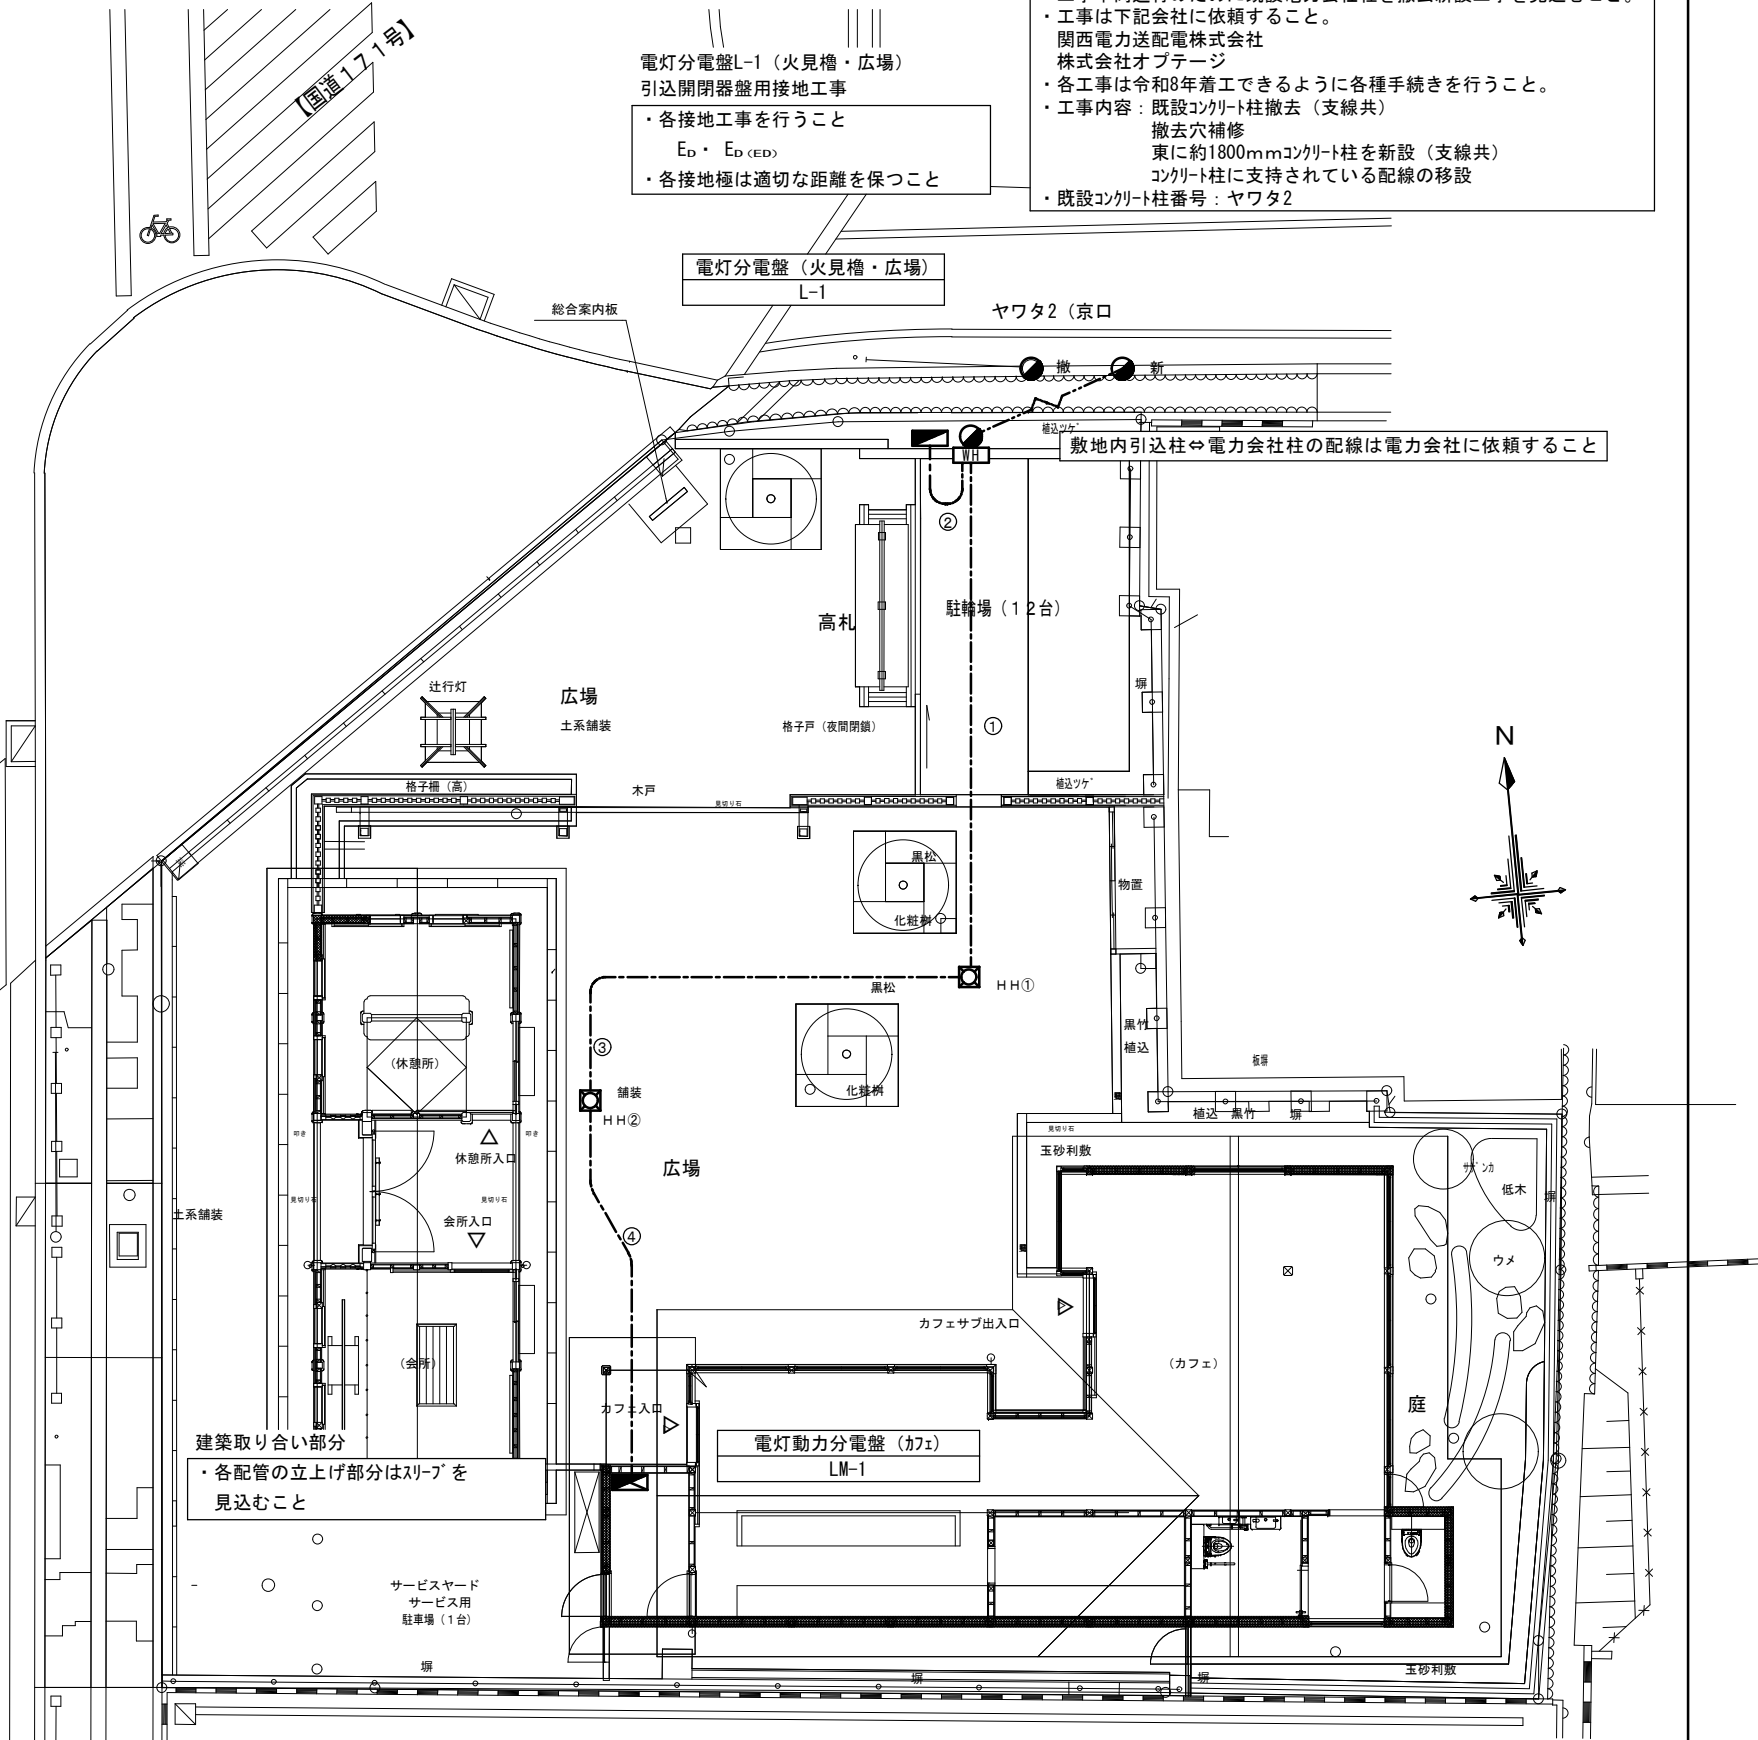 ・工事は下記会社に依頼すること。
関西電力送配電株式会社
株式会社オプテージ
・各工事は令和8年着工できるように各種手続きを行うこと。
・工事内容：既設ｺﾝｸﾘｰﾄ柱撤去（支線共）
撤去穴補修
東に約1800mmｺﾝｸﾘｰﾄ柱を新設（支線共）
ｺﾝｸﾘｰﾄ柱に支持されている配線の移設
・既設ｺﾝｸﾘｰﾄ柱番号：ヤワタ2
【国道171号】
電灯分電盤L-1（火見櫓・広場）
引込開閉器盤用接地工事
・各接地工事を行うこと
ED・ ED(ED)
・各接地極は適切な距離を保つこと
電灯分電盤（火見櫓・広場）
L-1
総合案内板
ヤワタ2（京口
撤
新
植込ﾂｹﾞ
敷地内引込柱⇔電力会社柱の配線は電力会社に依頼すること
WH
②
高札
駐輪場（12台）
辻行灯
広場
土系舗装
格子戸（夜間閉鎖）
①
塀
N
格子柵（高）
木戸
見切り石
植込ﾂｹﾞ
黒松
化粧桝
物置
HH①
黒松
化粧桝
黒竹
植込
板塀
③
舗装
HH②
（休憩所）
叩き
叩き
休憩所入口
見切り石
見切り石
会所入口
土系舗装
広場
④
植込 黒竹
塀
見切り石
玉砂利敷
ｻｻﾞﾝｶ
低木
塀
ウメ
カフェサブ出入口
（カフェ）
（会所）
カフェ入口
庭
建築取り合い部分
・各配管の立上げ部分はｽﾘｰﾌﾞを
見込むこと
電灯動力分電盤（ｶﾌｪ）
LM-1
サービスヤード
サービス用
駐車場（1台）
塀
塀
塀
玉砂利敷